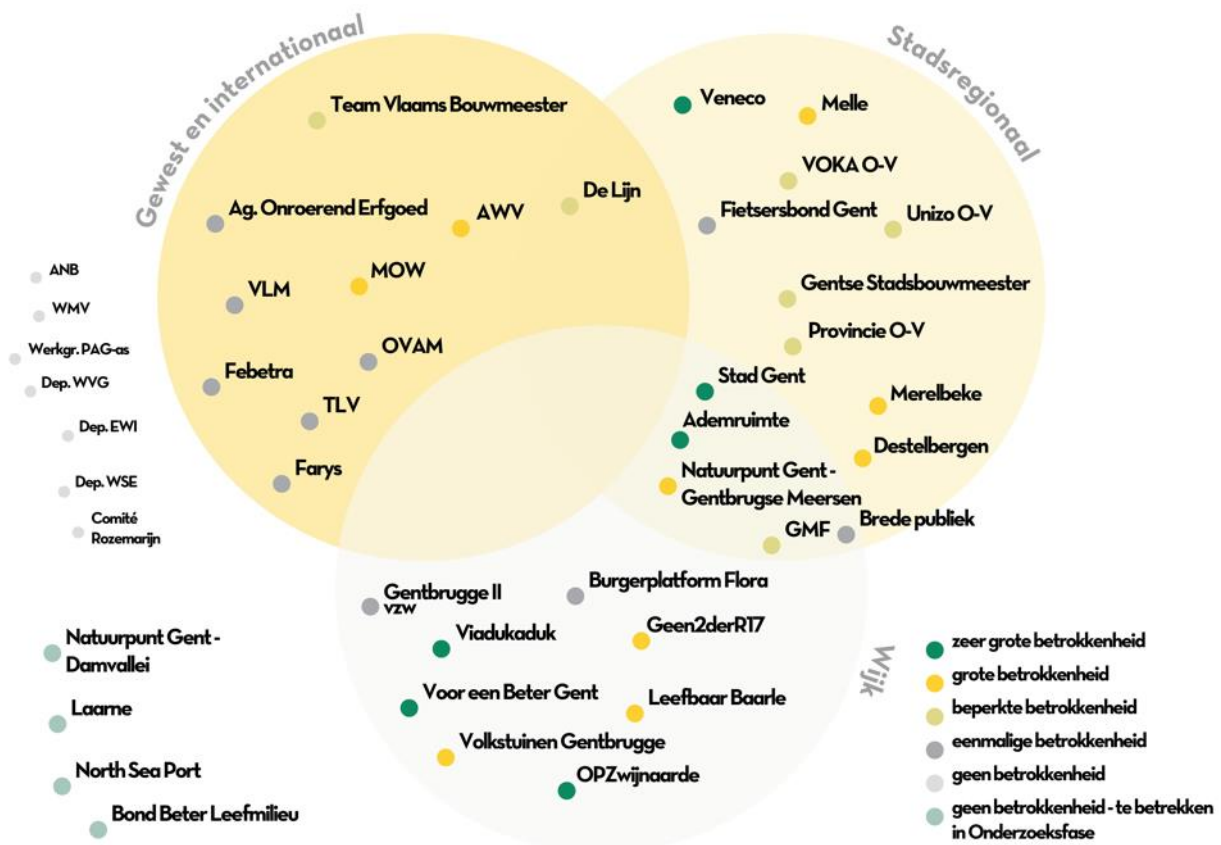 Gewest en internationaal
Stadsregionaal
Team Vlaams Bouwmeester
Veneco
Melle
VOKA O-V
De Lijn
Ag. Onroerend Erfgoed
AWV
Fietsersbond Gent
Unizo O-V
ANB
MOW
VLM
Gentse Stadsbouwmeester
WMV
Provincie O-V
Werkgr. PAG-as
OVAM
Dep. WVG
Febetra
Stad Gent
TLV
Merelbeke
Ademruimte
Dep. EWI
Destelbergen
Farys
Natuurpunt Gent -
Gentbrugse Meersen
Dep. WSE
Comité
Rozemarijn
GMF
Brede publiek
Gentbrugge II
vzw
Burgerplatform Flora
Viadukaduk
Geen2derR17
Wijk
Natuurpunt Gent -
Damvallei
Voor een Beter Gent
Leefbaar Baarle
Laarne
Volkstuinen Gentbrugge
North Sea Port
OPZwijnaarde
Bond Beter Leefmilieu
zeer grote betrokkenheid
grote betrokkenheid
beperkte betrokkenheid
eenmalige betrokkenheid
geen betrokkenheid
geen betrokkenheid - te betrekken
in Onderzoeksfase